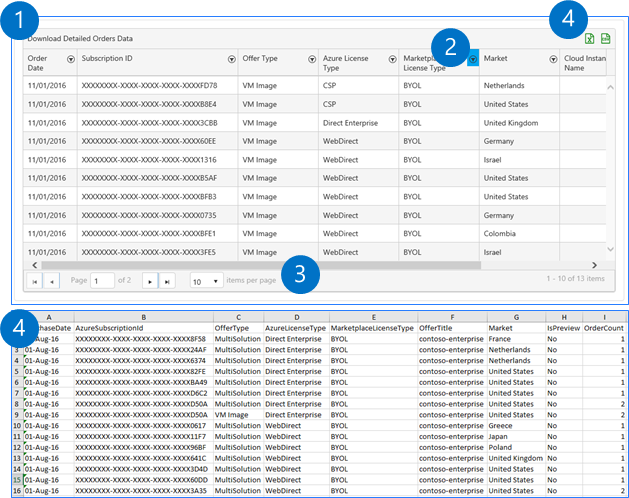 1
4
Download Detailed Orders Data
2
Order Date Subscription ID Offer Type Azure License Type Marketplac License Type Market Cloud Instan Name
11/01/2016 XXXXXXXX-XXXX-XXXX-XXXX-XXXXFD78 VM Image CSP BYOL Netherlands
11/01/2016 XXXXXXXX-XXXX-XXXX-XXXX-XXXX88E4 VM Image CSP BYOL United States
11/01/2016 XXXXXXXX-XXXX-XXXX-XXXX-XXXX3CBB VM Image Direct Enterprise BYOL United Kingdom
11/01/2016 XXXXXXXX-XXXX-XXXX-XXXX-XXXX60EE VM Image WebDirect BYOL Germany
11/01/2016 XXXXXXXX-XXXX-XXXX-XXXX-XXXX1316 VM Image WebDirect BYOL Israel
11/01/2016 XXXXXXXX-XXXX-XXXX-XXXX-XXXXB5AF VM Image WebDirect BYOL United States
11/01/2016 XXXXXXXX-XXXX-XXXX-XXXX-XXXXBFB3 VM Image WebDirect BYOL United States
11/01/2016 XXXXXXXX-XXXX-XXXX-XXXX-XXXX0735 VM Image WebDirect BYOL Germany
11/01/2016 XXXXXXXX-XXXX-XXXX-XXXX-XXXX8FE1 VM Image WebDirect BYOL Colombia
11/01/2016 XXXXXXXX-XXXX-XXXX-XXXX-XXXX3FE5 VM Image WebDirect BYOL Israel
Page 1 of 2 10 items per page 3 1 - 10 of 13 items
4
A B C D E F G H I
haseDate AzureSubscriptionId OfferType AzureLicenseType MarketplaceLicenseType OfferTitle Market IsPreview OrderCount
01-Aug-16 XXXXXXXX-XXXX-XXXX-XXXX-XXXX8F58 MultiSolution Direct Enterprise BYOL contoso-enterprise France No 1
3 01-Aug-16 XXXXXXXX-XXXX-XXXX-XXXX-XXXX24AF MultiSolution Direct Enterprise BYOL contoso-enterprise Netherlands No 1
4 01-Aug-16 XXXXXXXX-XXXX-XXXX-XXXX-XXXX6374 MultiSolution Direct Enterprise BYOL contoso-enterprise Netherlands No 1
5 01-Aug-16 XXXXXXXX-XXXX-XXXX-XXXX-XXXX82FE MultiSolution Direct Enterprise BYOL contoso-enterprise United States No 1
6 01-Aug-16 XXXXXXXX-XXXX-XXXX-XXXX-XXXXBA49 MultiSolution Direct Enterprise BYOL contoso-enterprise United States No 1
7 01-Aug-16 XXXXXXXX-XXXX-XXXX-XXXX-XXXXD6C2 MultiSolution Direct Enterprise BYOL contoso-enterprise United States No 1
8 01-Aug-16 XXXXXXXX-XXXX-XXXX-XXXX-XXXXD50A MultiSolution Direct Enterprise BYOL contoso-enterprise United States No 2
9 01-Aug-16 XXXXXXXX-XXXX-XXXX-XXXX-XXXXD50A VM Image Direct Enterprise BYOL contoso-enterprise United States No 2
10 01-Aug-16 XXXXXXXX-XXXX-XXXX-XXXX-XXXX0617 MultiSolution WebDirect BYOL contoso-enterprise Greece No 1
11 01-Aug-16 XXXXXXXX-XXXX-XXXX-XXXX-XXXX11F7 MultiSolution WebDirect BYOL contoso-enterprise Japan No 1
12 01-Aug-16 XXXXXXXX-XXXX-XXXX-XXXX-XXXX96BF MultiSolution WebDirect BYOL contoso-enterprise Poland No 1
13 01-Aug-16 XXXXXXXX-XXXX-XXXX-XXXX-XXXX641C MultiSolution WebDirect BYOL contoso-enterprise United Kingdom No 1
14 01-Aug-16 XXXXXXXX-XXXX-XXXX-XXXX-XXXX3D4D MultiSolution WebDirect BYOL contoso-enterprise United States No 1
15 01-Aug-16 XXXXXXXX-XXXX-XXXX-XXXX-XXXX60DD MultiSolution WebDirect BYOL contoso-enterprise United States No 1
16 01-Aug-16 XXXXXXXX-XXXX-XXXX-XXXX-XXXX3A35 MultiSolution WebDirect BYOL contoso-enterprise United States No 2